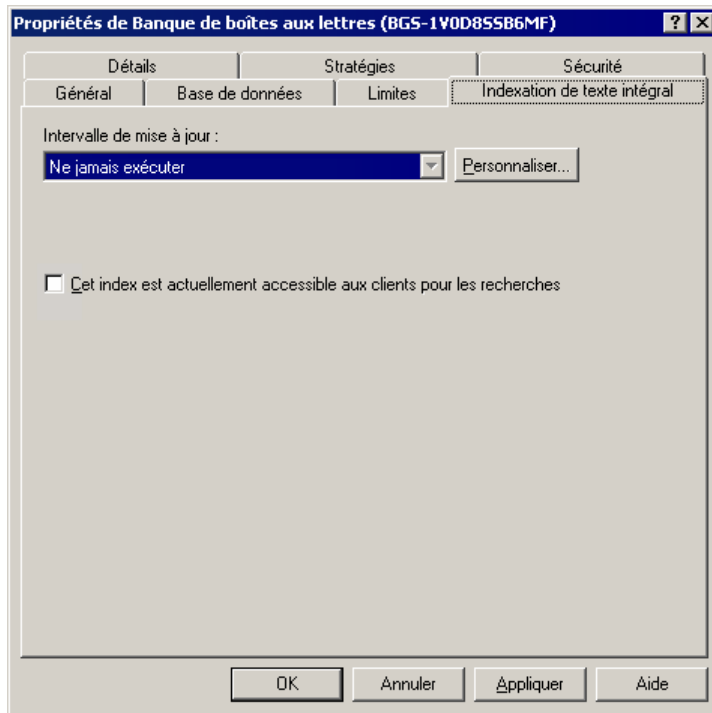 Propriétés de Banque de boîtes aux lettres (BGS-1V0D8SSB6MF)
Détails Stratégies Sécurité
Général Base de données Limites Indexation de texte intégral
Intervalle de mise à jour :
Ne jamais exécuter Personnaliser...
Cet index est actuellement accessible aux clients pour les recherches
OK Annuler Appliquer Aide